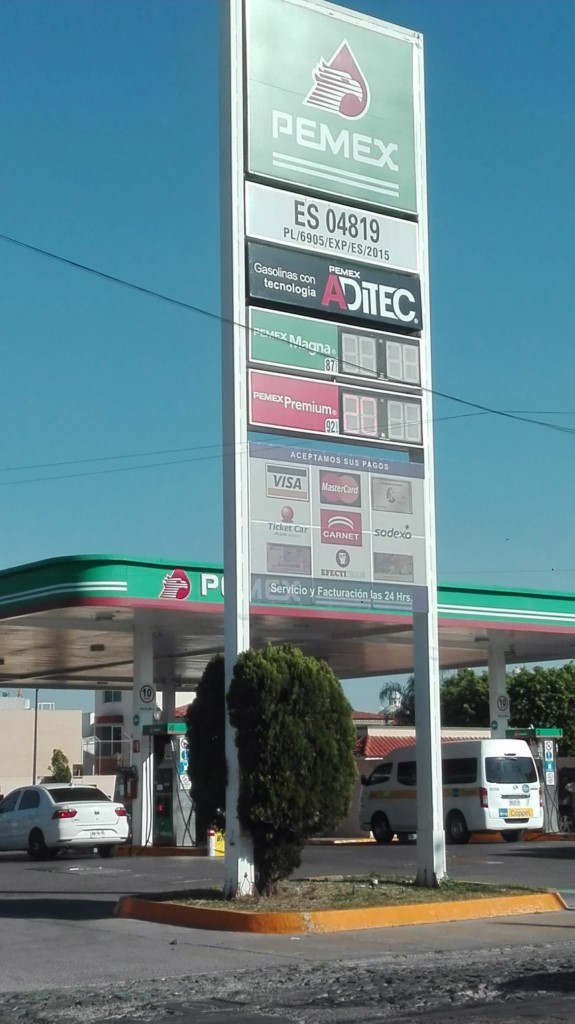 PEMEX
ES 04819
PL/6905/EXP/ES/2015
Gasolinas con
tecnología
PEMEX
ADITEC
PEMEX Magna
87
PEMEX Premium
92
ACEPTAMOS SUS PAGOS
VISA
MasterCard
Ticket Car
CARNET
sodexo
Servicio y Facturación las 24 Hrs.
10
10
Coppel